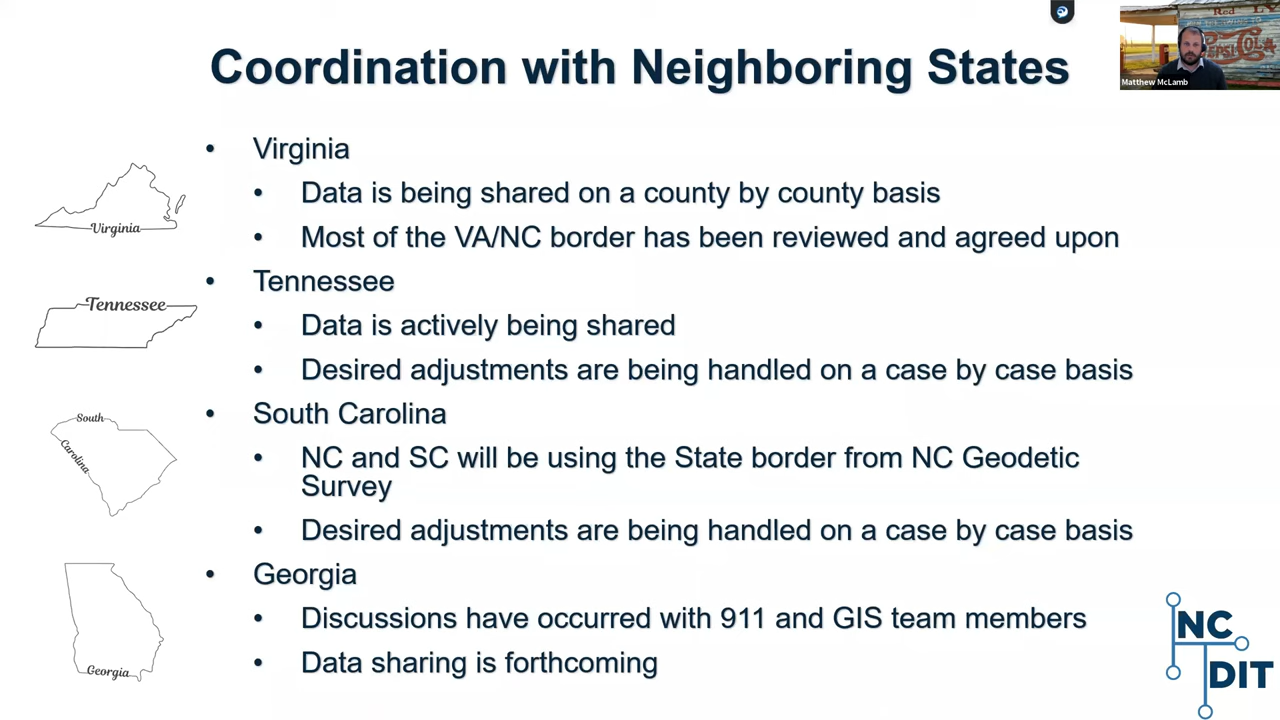 Coordination with Neighboring States
Red
PEPSI-COLA
Matthew McLamb
• Virginia
• Data is being shared on a county by county basis
• Most of the VA/NC border has been reviewed and agreed upon
Virginia
• Tennessee
• Data is actively being shared
• Desired adjustments are being handled on a case by case basis
Tennessee
• South Carolina
• NC and SC will be using the State border from NC Geodetic
Survey
• Desired adjustments are being handled on a case by case basis
South
Carolina
• Georgia
• Discussions have occurred with 911 and GIS team members
• Data sharing is forthcoming
Georgia
NC
DIT